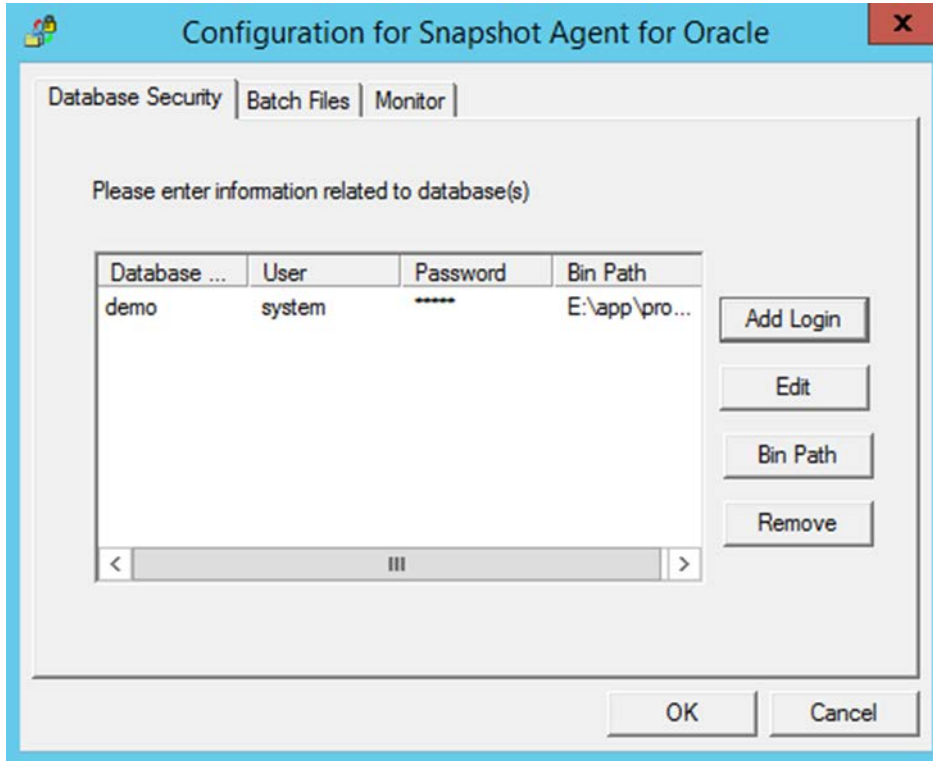 Configuration for Snapshot Agent for Oracle
x
Database Security Batch Files Monitor
Please enter information related to database(s)
Database ... User Password Bin Path
demo system ***** E:\app\pro...
Add Login
Edit
Bin Path
Remove
OK Cancel